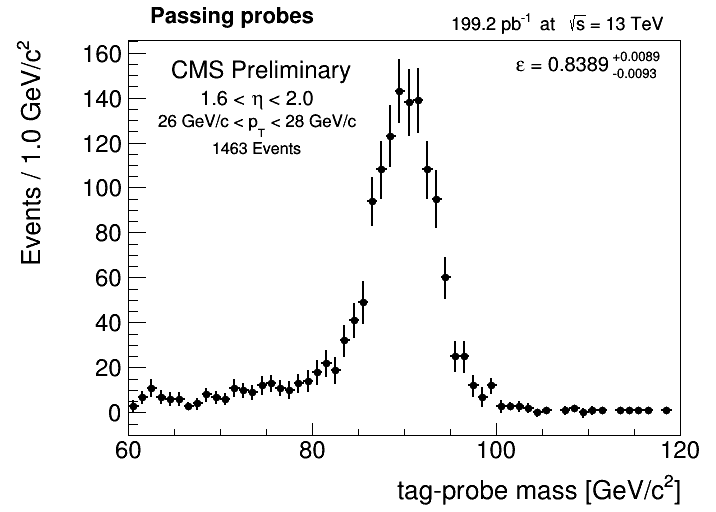 Passing probes
199.2 pb⁻¹ at √s = 13 TeV
CMS Preliminary
1.6 < η < 2.0
26 GeV/c < p_T < 28 GeV/c
1463 Events
ε = 0.8389 +0.0089 -0.0093
Events / 1.0 GeV/c²
160
140
120
100
80
60
40
20
0
60 80 100 120
tag-probe mass [GeV/c²]